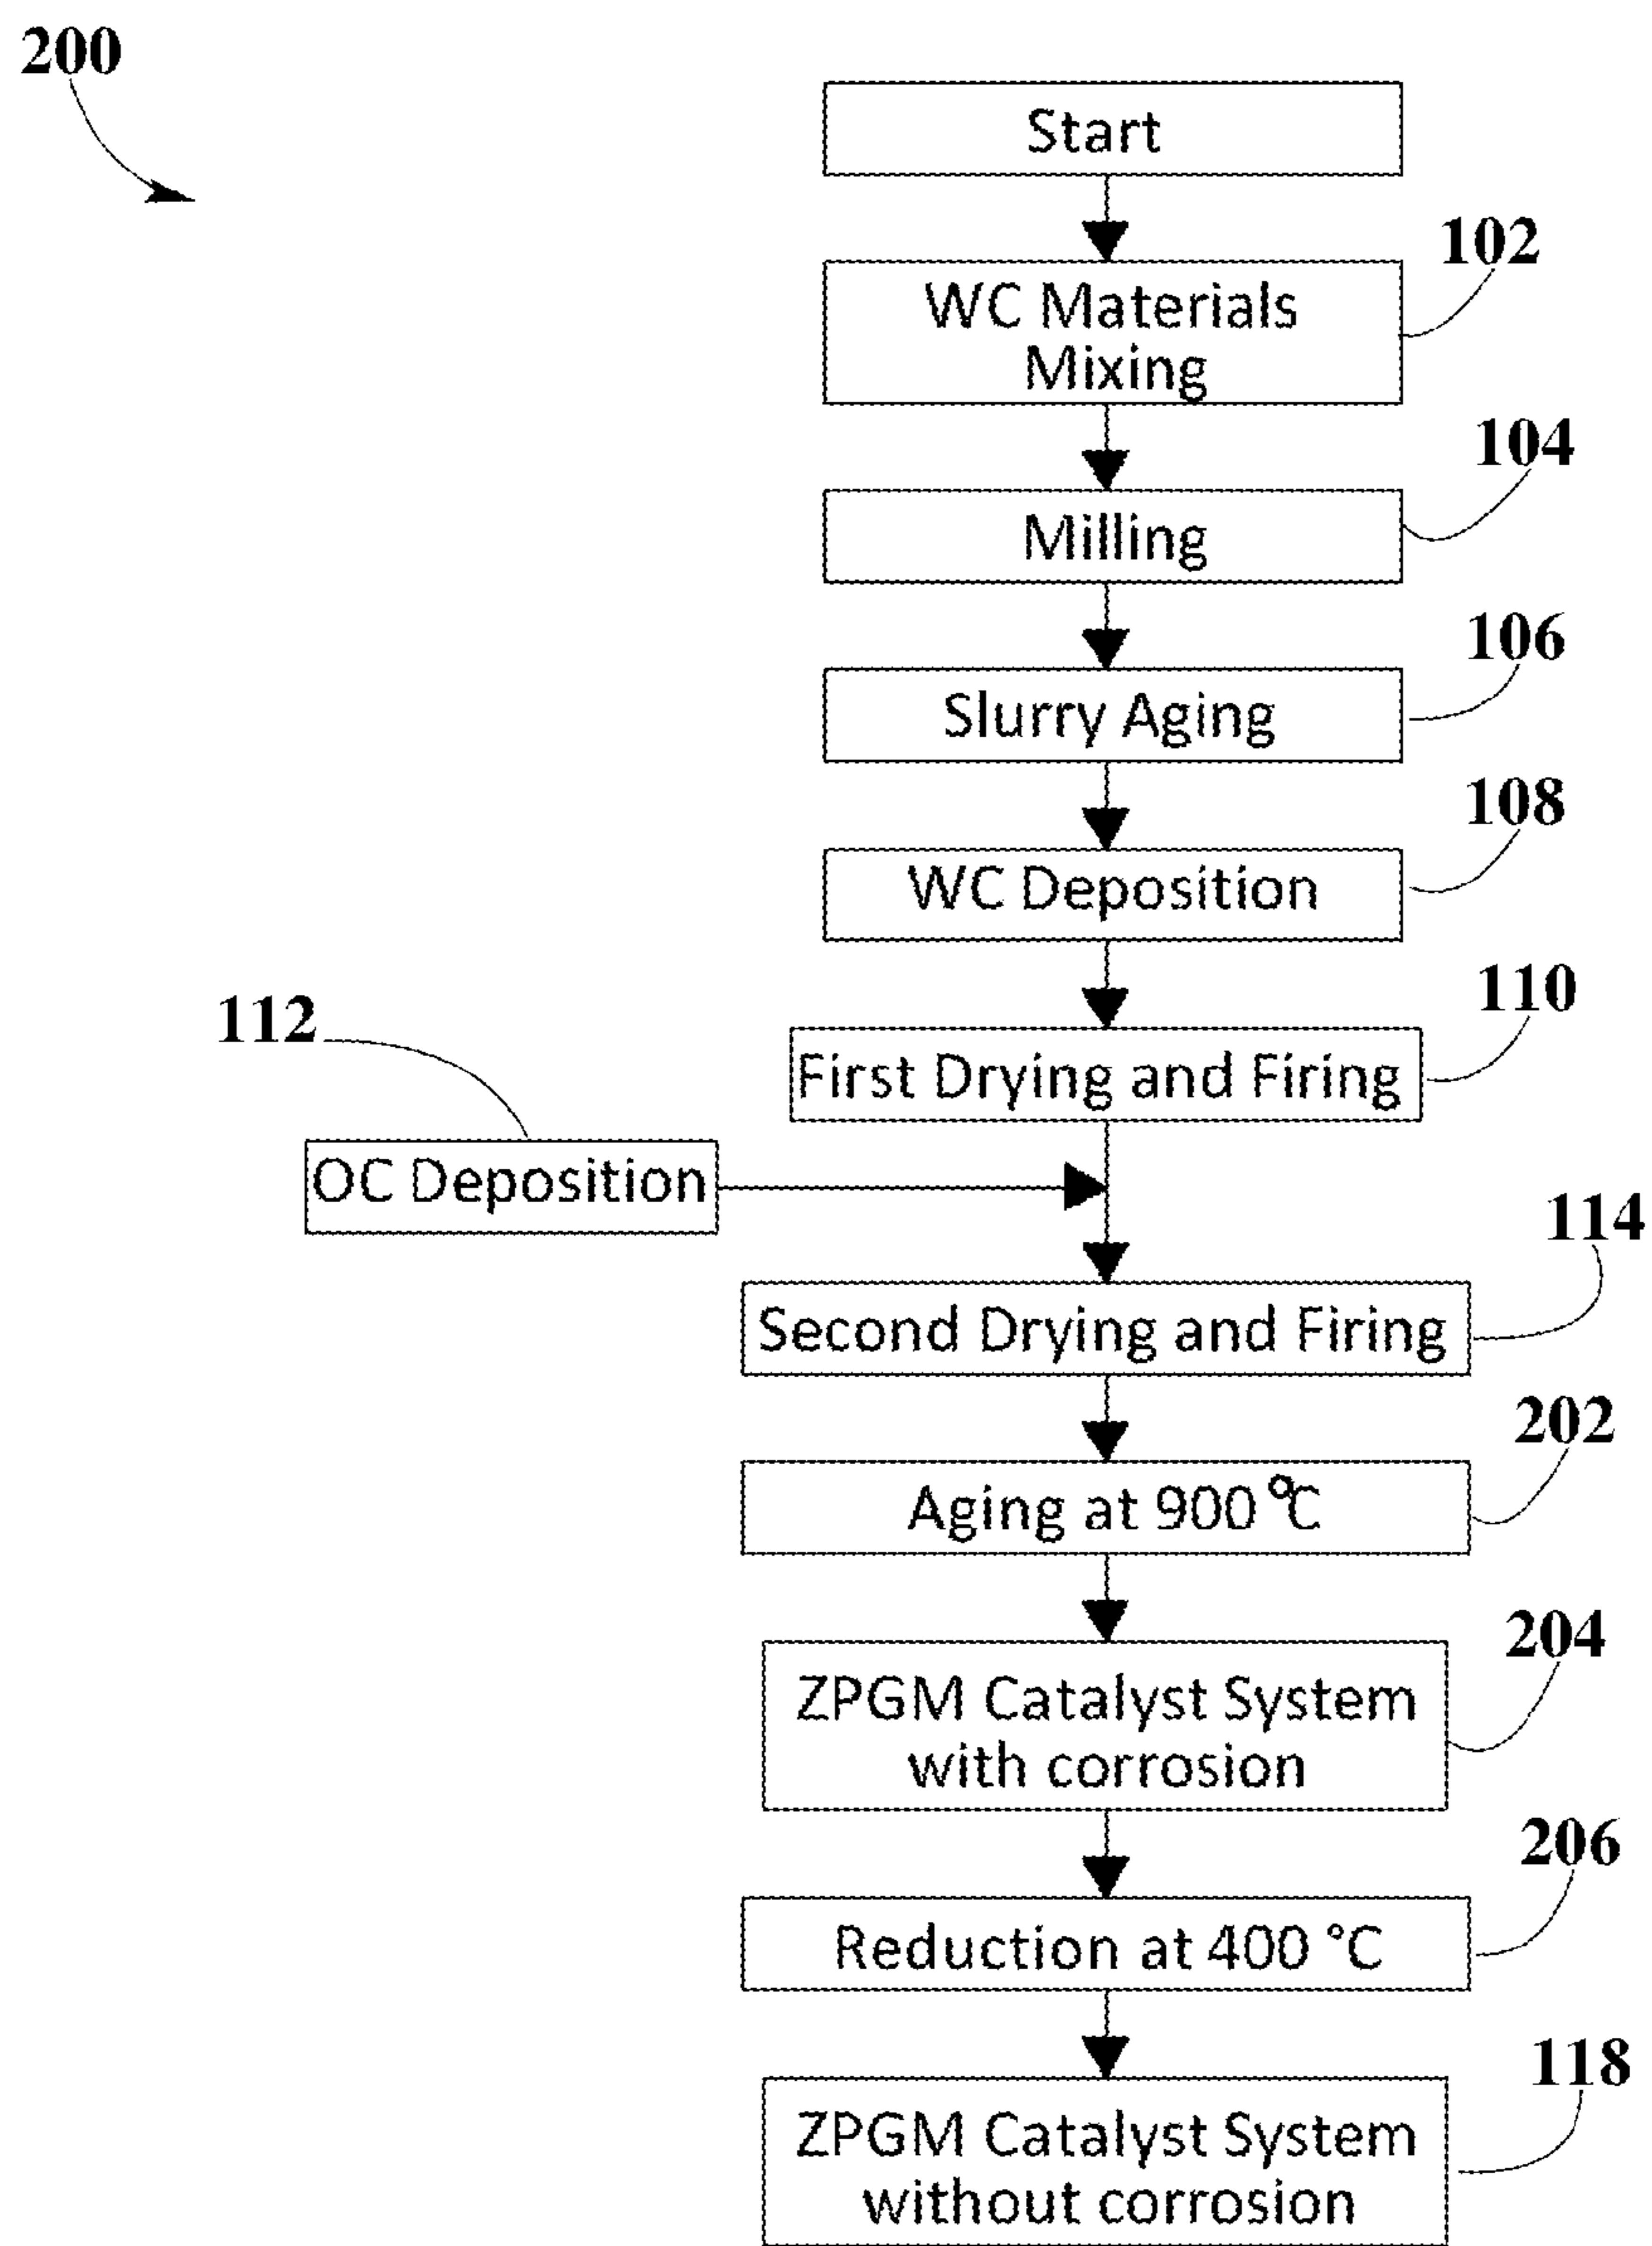 200
Start
102
WC Materials
Mixing
104
Milling
106
Slurry Aging
108
WC Deposition
110
First Drying and Firing
112
OC Deposition
114
Second Drying and Firing
202
Aging at 900 °C
204
ZPGM Catalyst System
with corrosion
206
Reduction at 400 °C
118
ZPGM Catalyst System
without corrosion